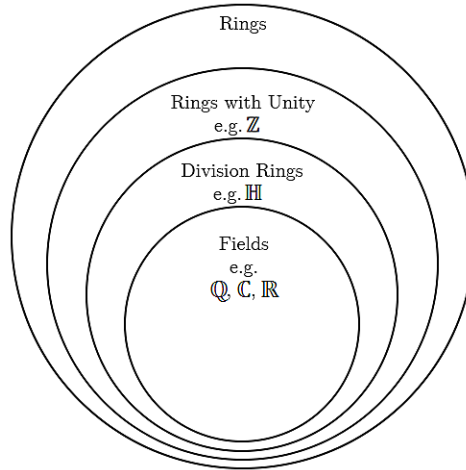 Rings
Rings with Unity
e.g. ℤ
Division Rings
e.g. ℍ
Fields
e.g.
ℚ, ℂ, ℝ